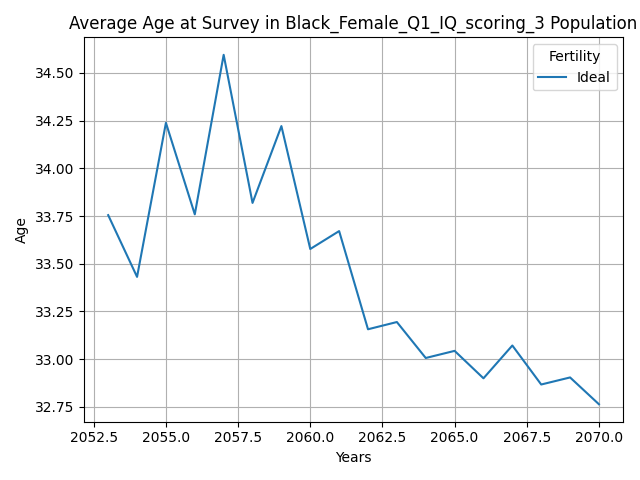 Average Age at Survey in Black_Female_Q1_IQ_scoring_3 Population
Fertility
Ideal
34.50
34.25
34.00
33.75
33.50
33.25
33.00
32.75
Age
2052.5 2055.0 2057.5 2060.0 2062.5 2065.0 2067.5 2070.0
Years